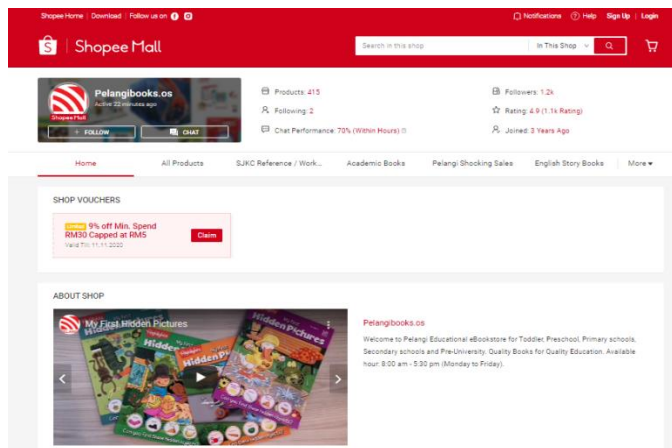 Shopee Home | Download | Follow us on
Notifications Help Sign Up | Login
Shopee Mall
Search in this shop
In This Shop
Pelangibooks.os
Active 22 minutes ago
Shopee Mall
+ FOLLOW
CHAT
Products: 415
Followers: 1.2k
Following: 2
Rating: 4.9 (1.1k Rating)
Chat Performance: 70% (Within Hours)
Joined: 3 Years Ago
Home
All Products
SJKC Reference / Work...
Academic Books
Pelangi Shocking Sales
English Story Books
More
SHOP VOUCHERS
9% off Min. Spend
RM30 Capped at RM5
Valid Till: 11.11.2020
Claim
ABOUT SHOP
My First Hidden Pictures
Hidden Pictures
Hidden Pictures
Pelangibooks.os
Welcome to Pelangi Educational eBookstore for Toddler, Preschool, Primary schools,
Secondary schools and Pre-University. Quality Books for Quality Education. Available
hour: 8:00 am - 5:30 pm (Monday to Friday).